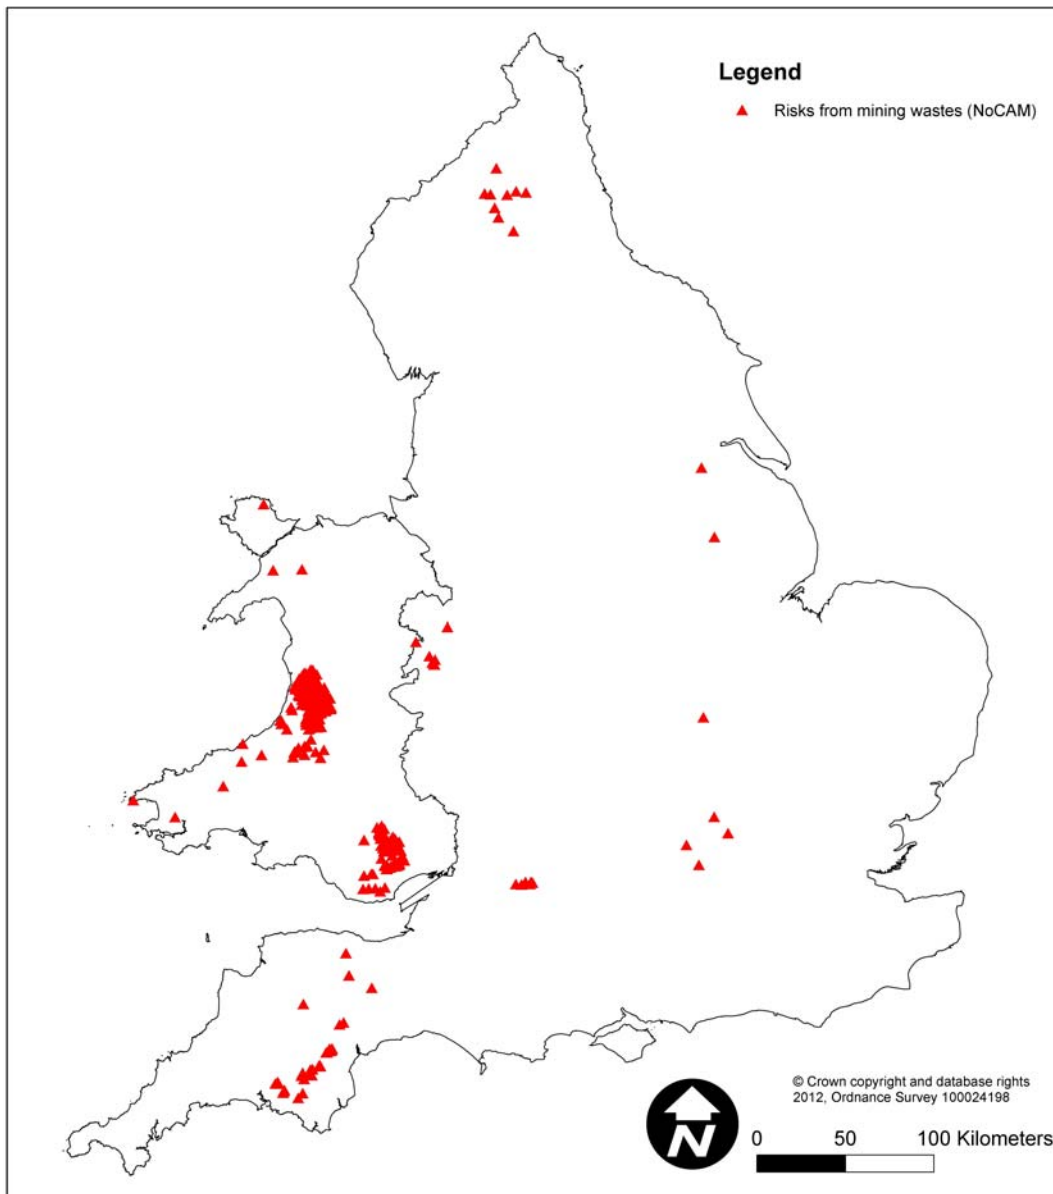 Legend
Risks from mining wastes (NoCAM)
© Crown copyright and database rights
2012, Ordnance Survey 100024198
N
0 50 100 Kilometers